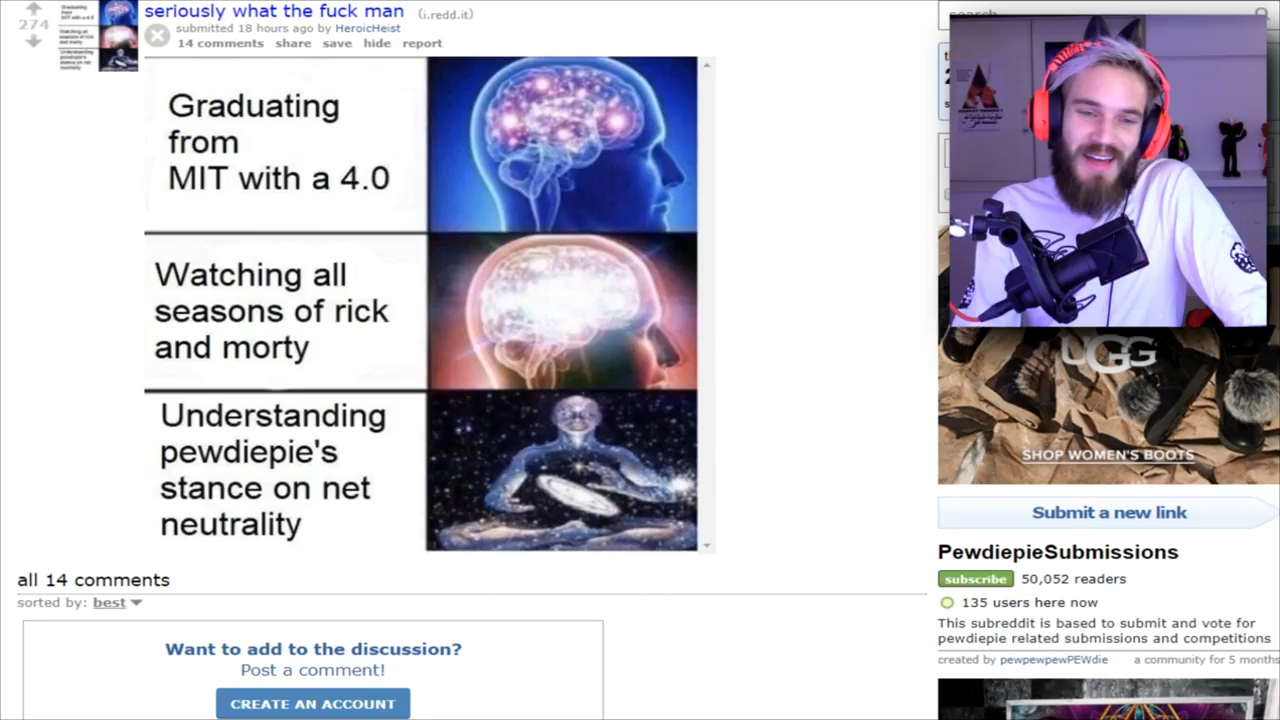 274
seriously what the fuck man (i.redd.it)
submitted 18 hours ago by HeroicHeist
14 comments share save hide report
Graduating
from
MIT with a 4.0
Watching all
seasons of rick
and morty
Understanding
pewdiepie's
stance on net
neutrality
all 14 comments
sorted by: best
Want to add to the discussion?
Post a comment!
CREATE AN ACCOUNT
search
UGG
SHOP WOMEN'S BOOTS
Submit a new link
PewdiepieSubmissions
subscribe 50,052 readers
135 users here now
This subreddit is based to submit and vote for
pewdiepie related submissions and competitions
created by pewpewpewPEWdie a community for 5 months